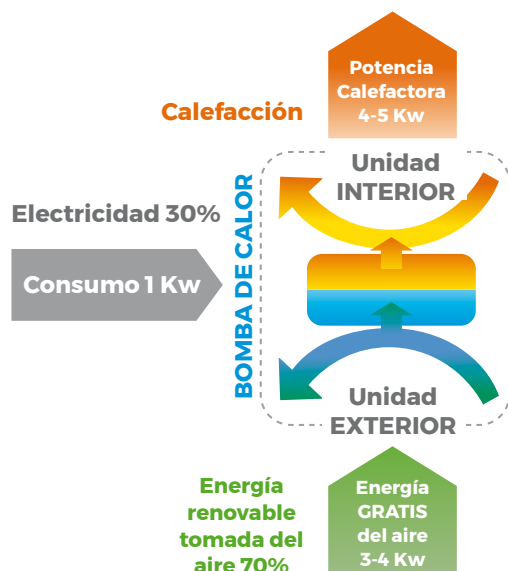 Potencia
Calefactora
4-5 Kw
Calefacción
Unidad
INTERIOR
Electricidad 30%
Consumo 1 Kw
BOMBA DE CALOR
Unidad
EXTERIOR
Energía
renovable
tomada del
aire 70%
Energía
GRATIS
del aire
3-4 Kw